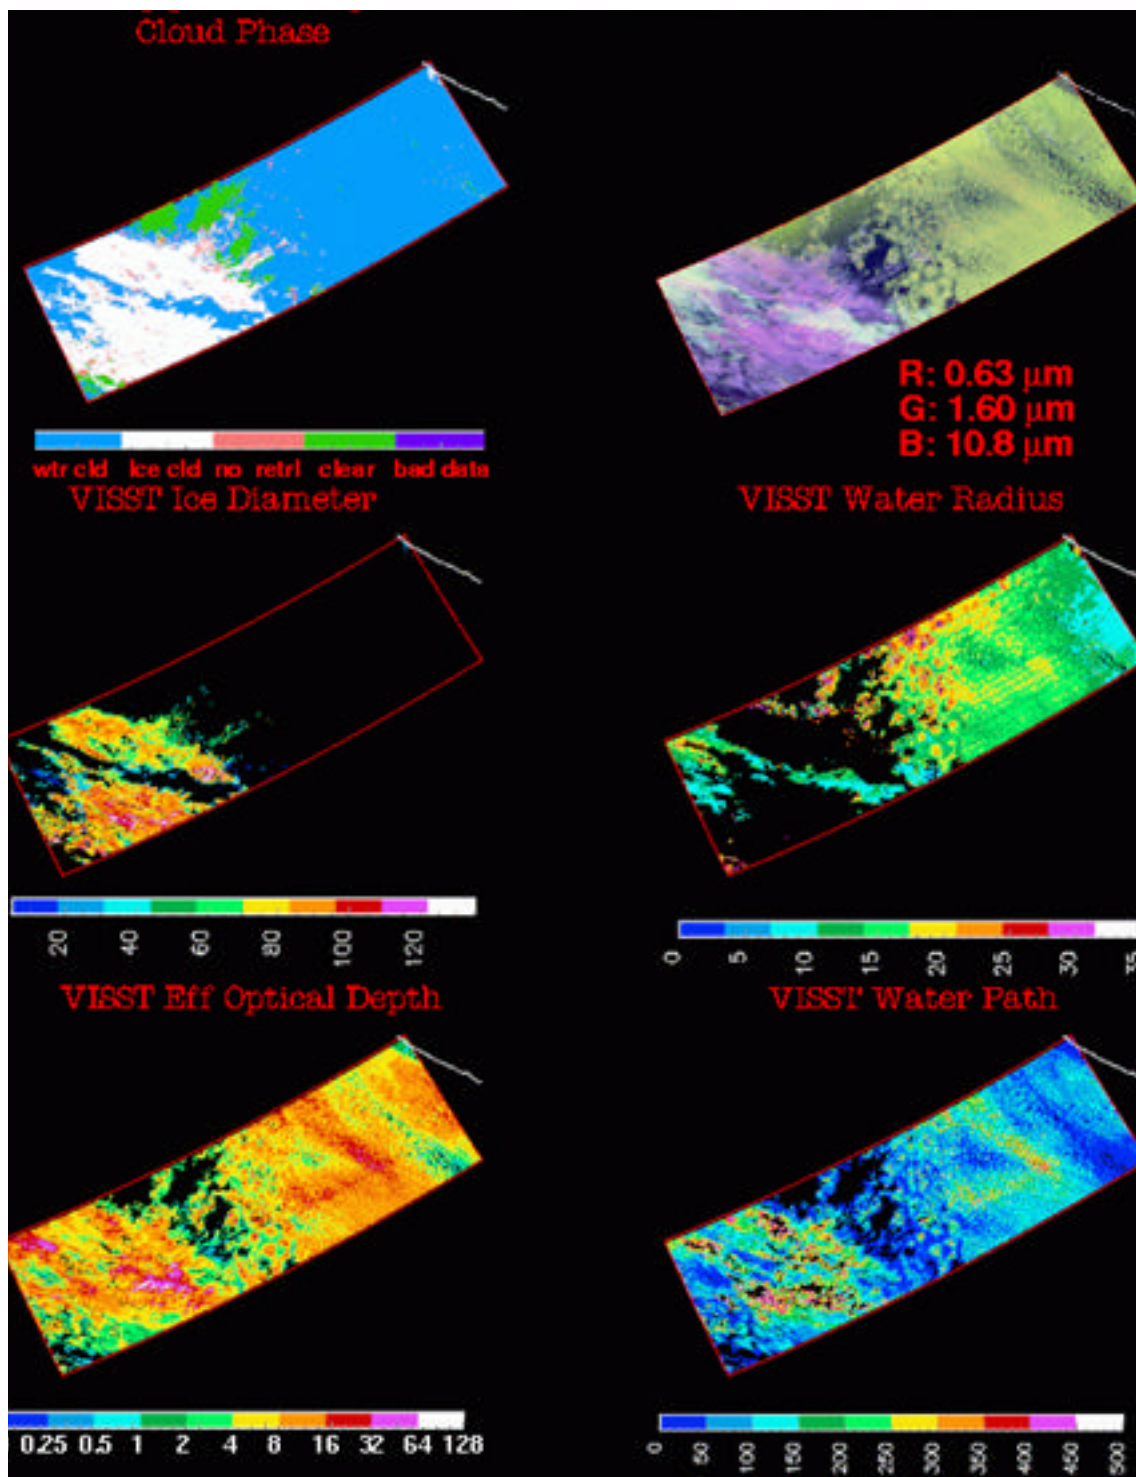 Cloud Phase
R: 0.63 μm
G: 1.60 μm
B: 10.8 μm
wtr cld Ice cld no retrl clear bad data
VISST Ice Diameter
VISST Water Radius
20 40 60 80 100 120
0 5 10 15 20 25 30 35
VISST Eff Optical Depth
VISST Water Path
0.25 0.5 1 2 4 8 16 32 64 128
0 50 100 150 200 250 300 350 400 450 500